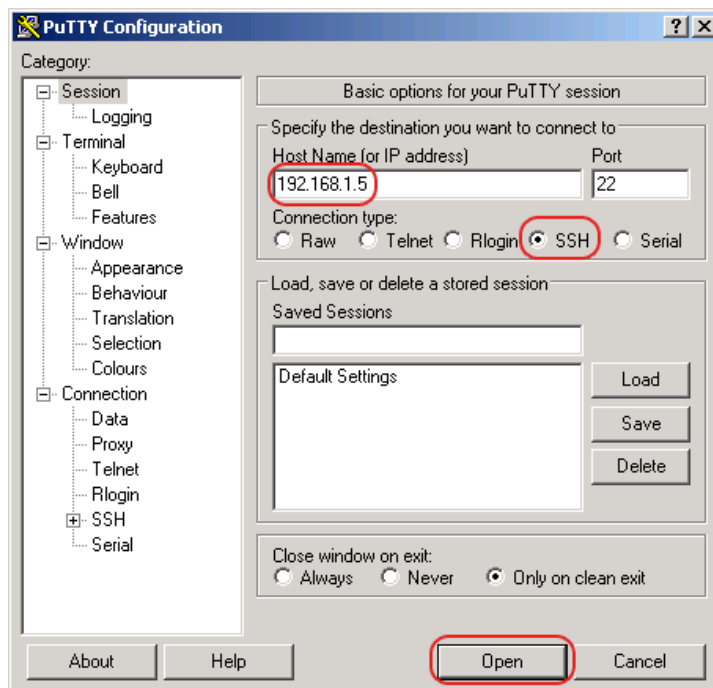 PuTTY Configuration
Category:
Session
Logging
Terminal
Keyboard
Bell
Features
Window
Appearance
Behaviour
Translation
Selection
Colours
Connection
Data
Proxy
Telnet
Rlogin
SSH
Serial
Basic options for your PuTTY session
Specify the destination you want to connect to
Host Name (or IP address) Port
192.168.1.5 22
Connection type:
Raw Telnet Rlogin SSH Serial
Load, save or delete a stored session
Saved Sessions
Default Settings
Load
Save
Delete
Close window on exit:
Always Never Only on clean exit
About Help Open Cancel